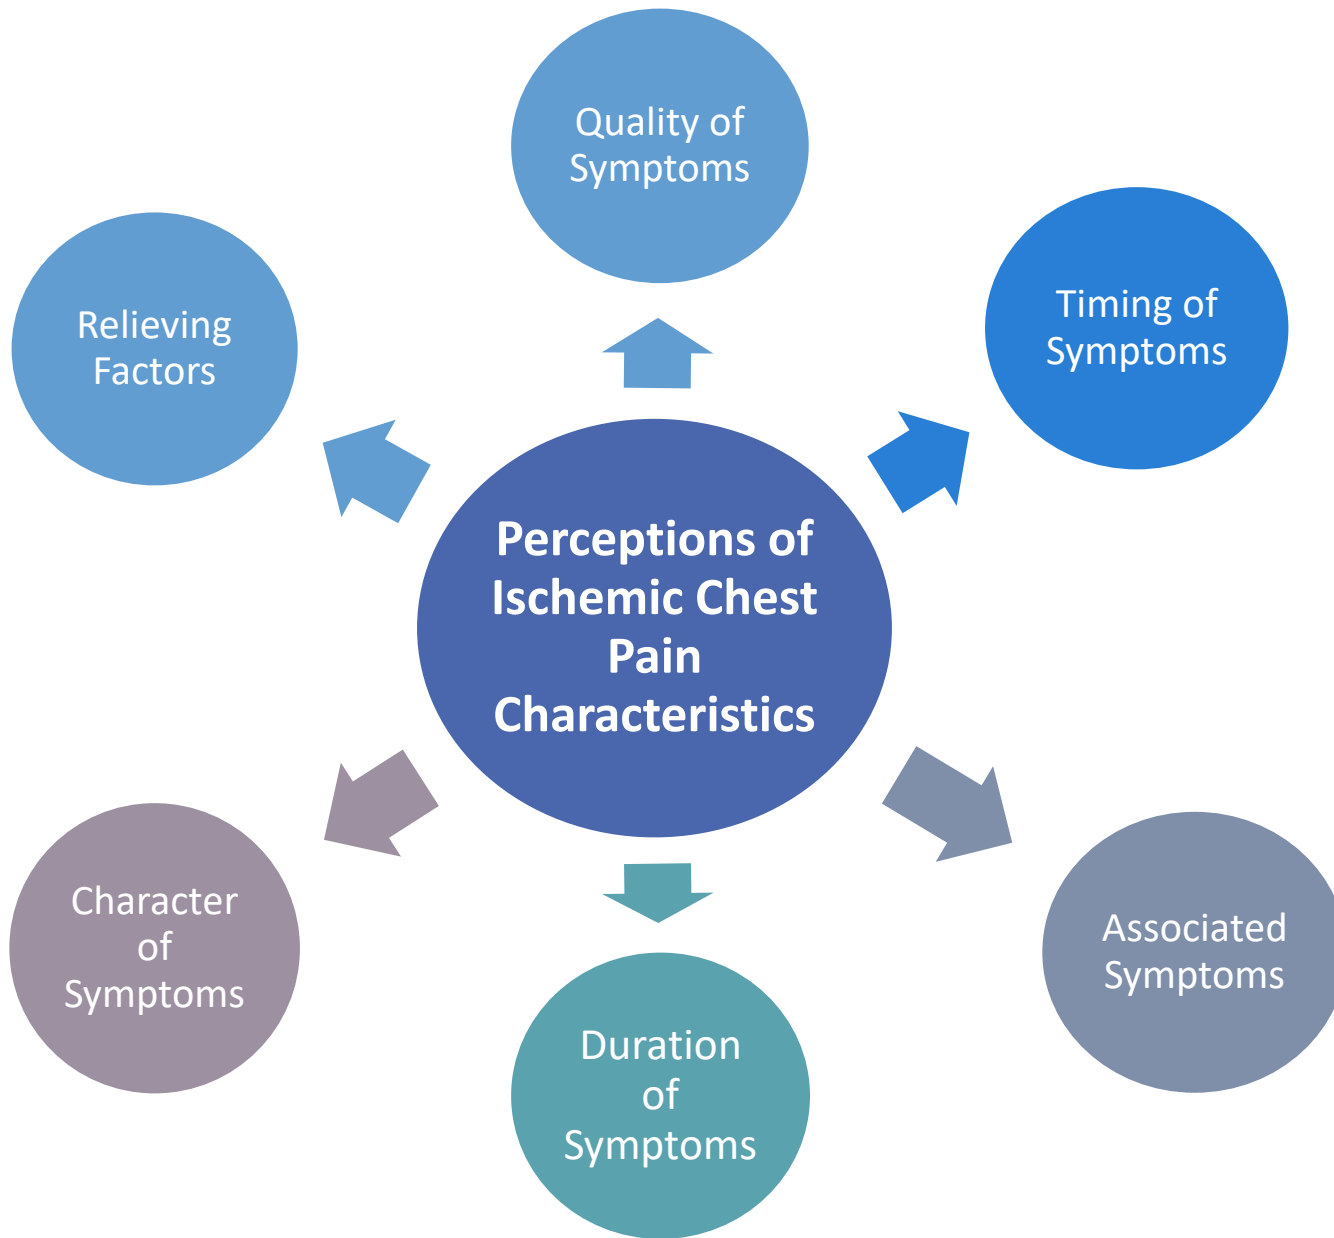 Quality of
Symptoms
Timing of
Symptoms
Relieving
Factors
Perceptions of
Ischemic Chest
Pain
Characteristics
Character
of
Symptoms
Associated
Symptoms
Duration
of
Symptoms